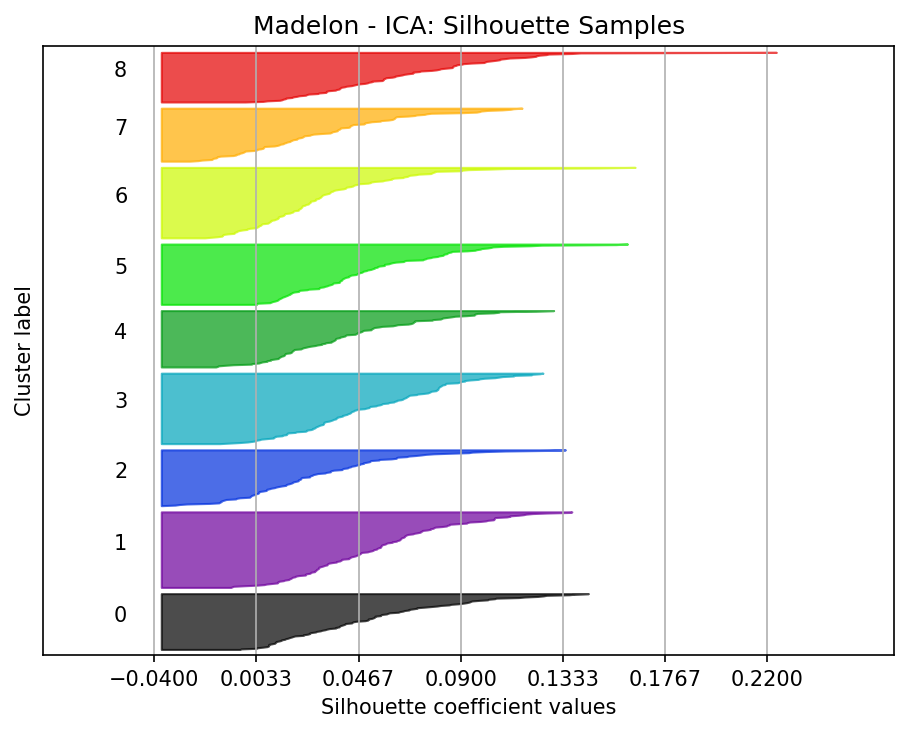 Madelon - ICA: Silhouette Samples
8
7
6
5
4
3
2
1
0
Cluster label
−0.0400 0.0033 0.0467 0.0900 0.1333 0.1767 0.2200
Silhouette coefficient values